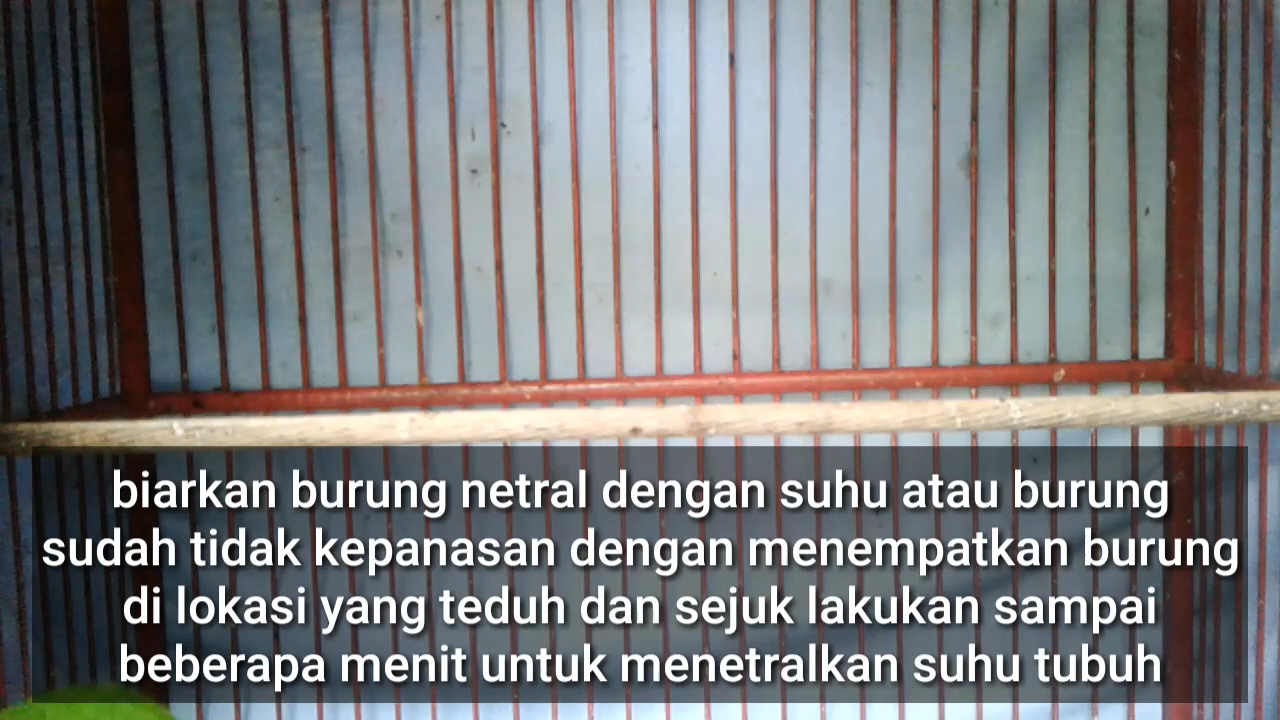 biarkan burung netral dengan suhu atau burung
sudah tidak kepanasan dengan menempatkan burung
di lokasi yang teduh dan sejuk lakukan sampai
beberapa menit untuk menetralkan suhu tubuh